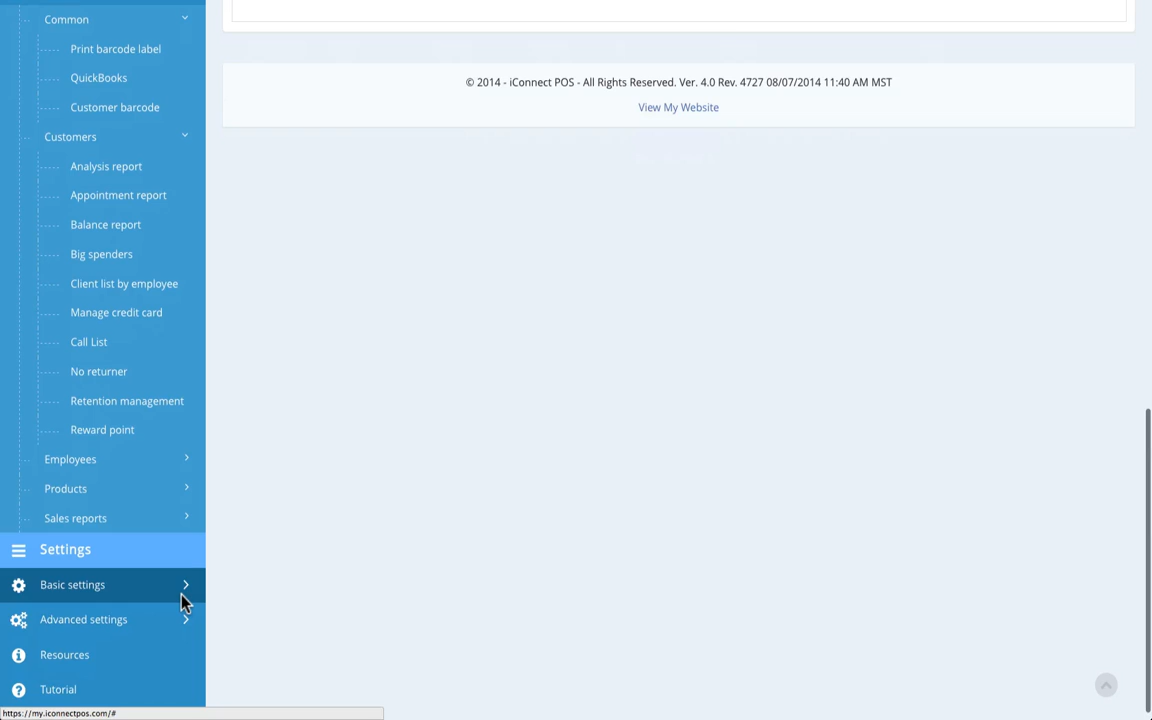 Common
Print barcode label
QuickBooks
Customer barcode
Customers
Analysis report
Appointment report
Balance report
Big spenders
Client list by employee
Manage credit card
Call List
No returner
Retention management
Reward point
Employees
Products
Sales reports
Settings
Basic settings
Advanced settings
Resources
Tutorial
https://my.iconnectpos.com/#
© 2014 - iConnect POS - All Rights Reserved. Ver. 4.0 Rev. 4727 08/07/2014 11:40 AM MST
View My Website